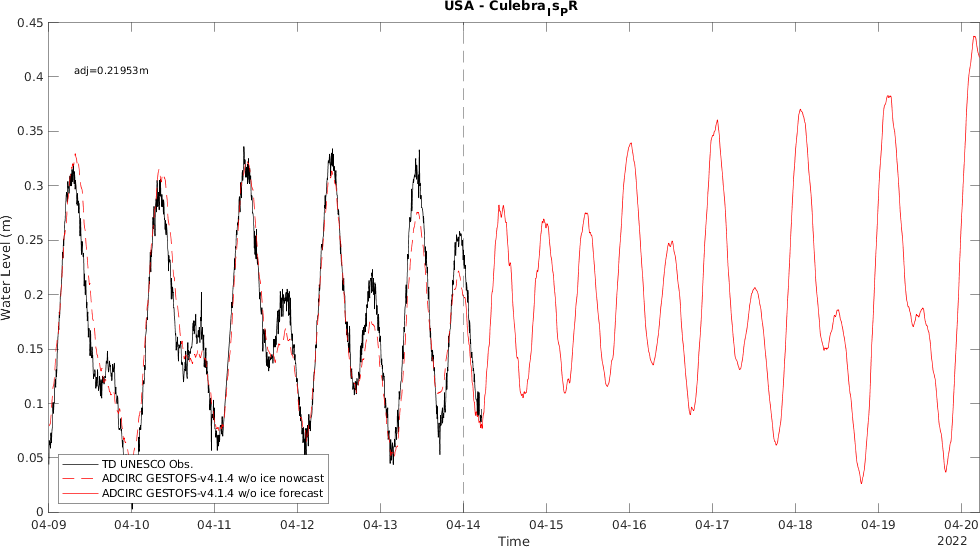 USA - Culebra_Is_PR
0.45
0.4
0.35
0.3
0.25
0.2
0.15
0.1
0.05
0
Water Level (m)
adj=0.21953m
TD UNESCO Obs.
ADCIRC GESTOFS-v4.1.4 w/o ice nowcast
ADCIRC GESTOFS-v4.1.4 w/o ice forecast
04-09 04-10 04-11 04-12 04-13 04-14 04-15 04-16 04-17 04-18 04-19 04-20
Time
2022